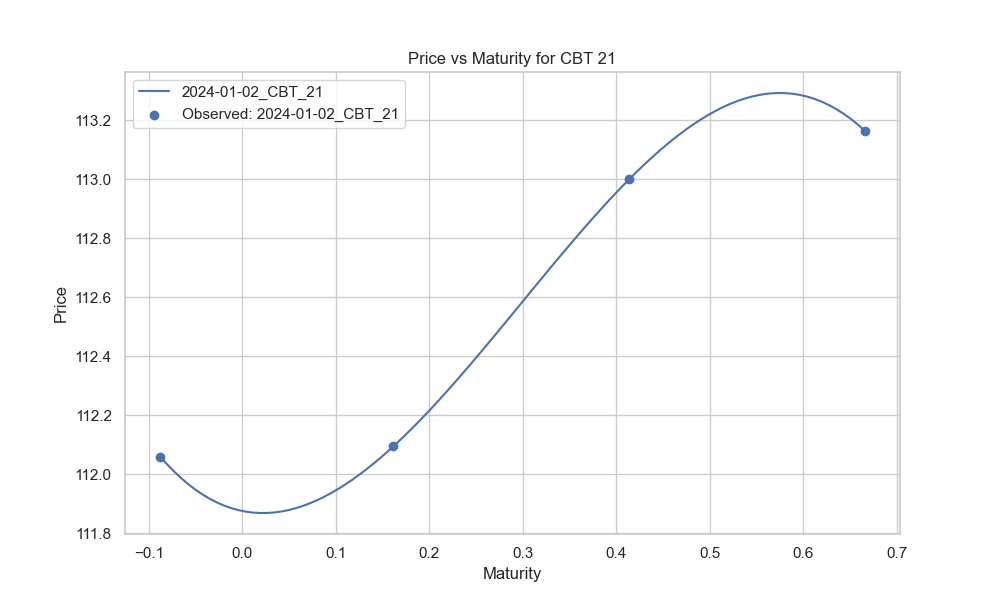 Price vs Maturity for CBT 21
2024-01-02_CBT_21
Observed: 2024-01-02_CBT_21
Price
113.2
113.0
112.8
112.6
112.4
112.2
112.0
111.8
−0.1 0.0 0.1 0.2 0.3 0.4 0.5 0.6 0.7
Maturity